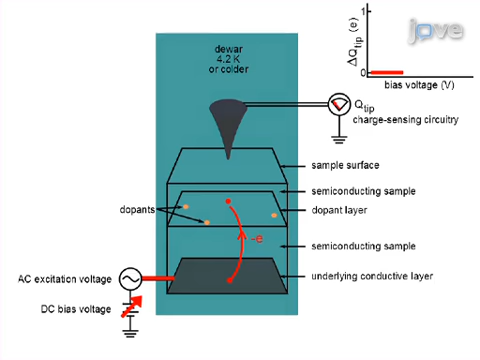 jove
ΔQtip (e)
1
0
bias voltage (V)
dewar
4.2 K
or colder
Qtip
charge-sensing circuitry
sample surface
semiconducting sample
dopants
dopant layer
-e
semiconducting sample
AC excitation voltage
underlying conductive layer
DC bias voltage